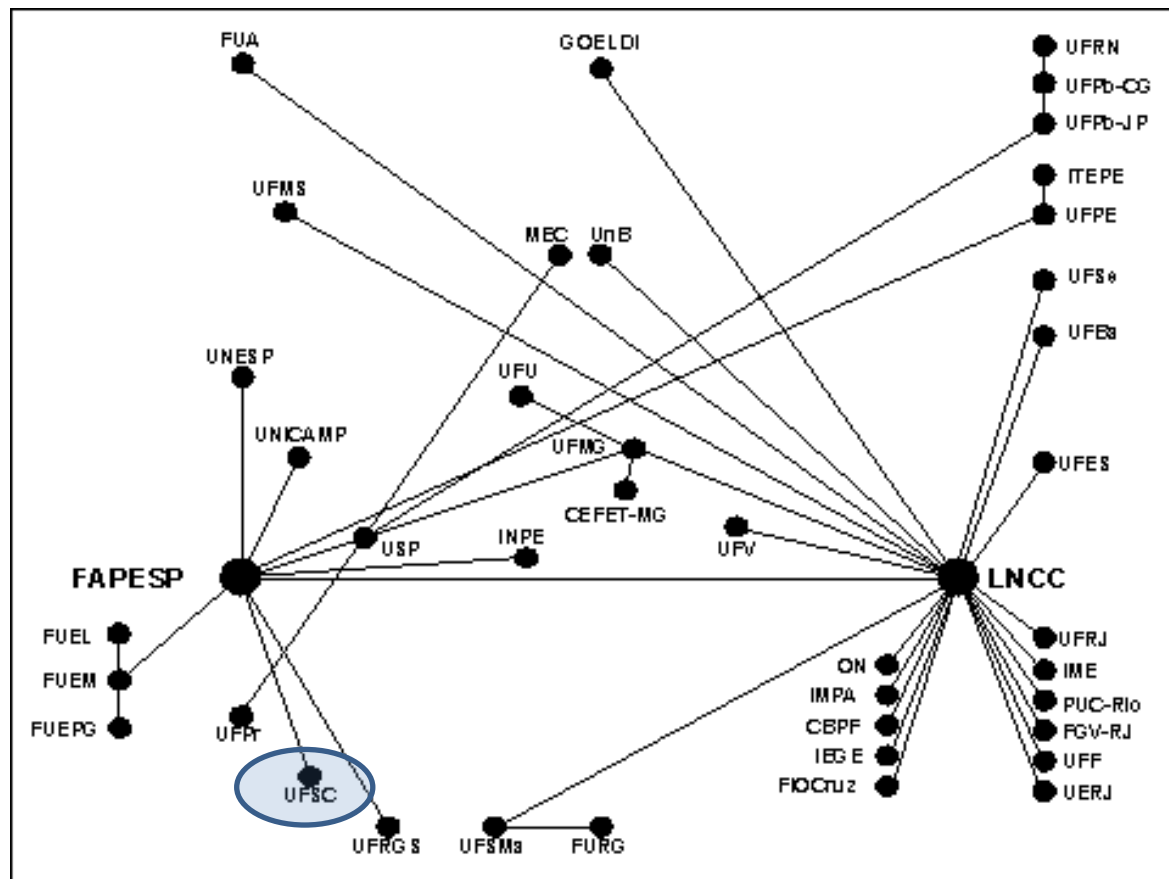 FUA
GOELDI
UFRN
UFPb-CG
UFPb-JP
ITEPE
UFMS
UFPE
MEC
UnB
UFSe
UFBa
UNESP
UFU
UNICAMP
UFMG
UFES
CEFET-MG
USP
INPE
UFV
FAPESP
LNCC
FUEL
UFRJ
ON
IME
FUEM
IMPA
PUC-Rio
FUEPG
UFPr
CBPF
FGV-RJ
IBGE
UFF
FIOCruz
UERJ
UFSC
UFRGS
UFSMa
FURG